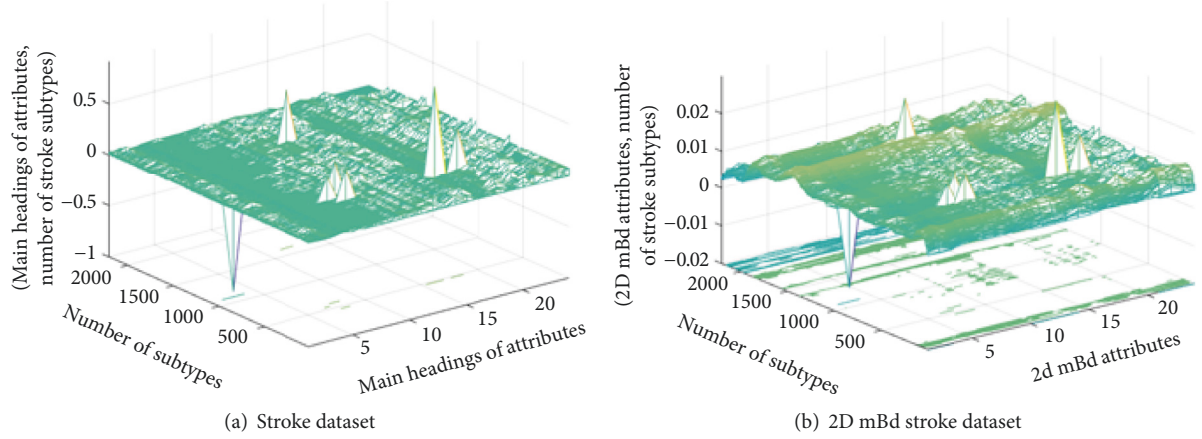 (Main headings of attributes,
number of stroke subtypes)
0.5
0
−0.5
−1
2000
1500
1000
500
Number of subtypes
5
10
15
20
Main headings of attributes
(a) Stroke dataset
(2D mBd attributes, number
of stroke subtypes)
0.02
0.01
0
−0.01
−0.02
2000
1500
1000
500
Number of subtypes
5
10
15
20
2d mBd attributes
(b) 2D mBd stroke dataset